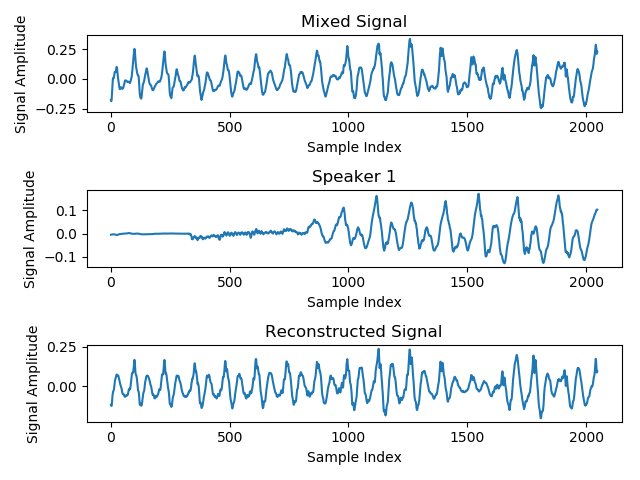 Mixed Signal
Signal Amplitude
0.25
0.00
−0.25
0 500 1000 1500 2000
Sample Index
Speaker 1
Signal Amplitude
0.1
0.0
−0.1
0 500 1000 1500 2000
Sample Index
Reconstructed Signal
Signal Amplitude
0.25
0.00
0 500 1000 1500 2000
Sample Index